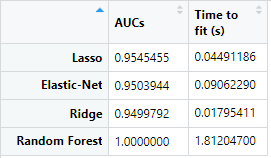 AUCs Time to fit (s)
Lasso 0.9545455 0.04491186
Elastic-Net 0.9503944 0.09062290
Ridge 0.9499792 0.01795411
Random Forest 1.0000000 1.81204700